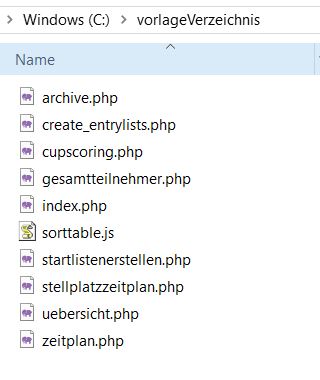 Windows (C:) > vorlageVerzeichnis
Name
archive.php
create_entrylists.php
cupscoring.php
gesamtteilnehmer.php
index.php
sorttable.js
startlistenerstellen.php
stellplatzzeitplan.php
uebersicht.php
zeitplan.php